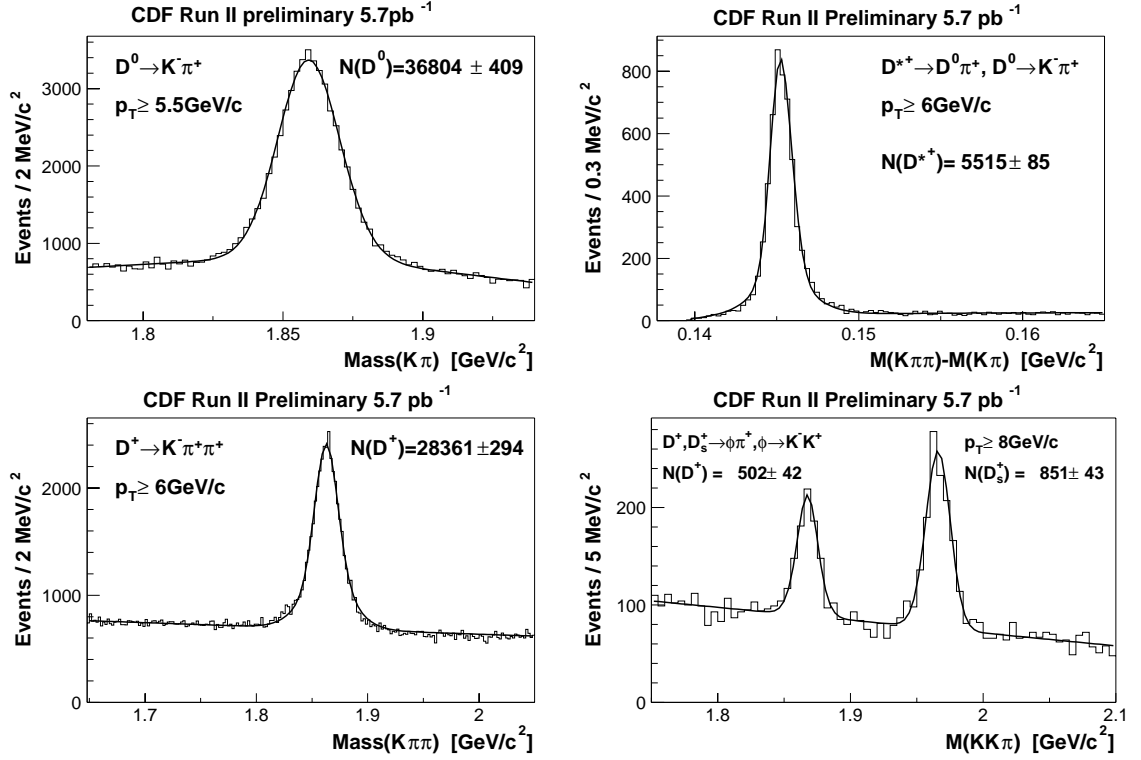 CDF Run II preliminary 5.7pb⁻¹
D⁰→K⁻π⁺
N(D⁰)=36804 ± 409
p_T≥ 5.5GeV/c
Events / 2 MeV/c²
3000
2000
1000
0
1.8
1.85
1.9
Mass(Kπ) [GeV/c²]
CDF Run II Preliminary 5.7 pb⁻¹
D*⁺→D⁰π⁺, D⁰→K⁻π⁺
p_T≥ 6GeV/c
N(D*⁺)= 5515± 85
Events / 0.3 MeV/c²
800
600
400
200
0
0.14
0.15
0.16
M(Kππ)-M(Kπ) [GeV/c²]
CDF Run II Preliminary 5.7 pb⁻¹
D⁺→K⁻π⁺π⁺
N(D⁺)=28361±294
p_T≥ 6GeV/c
Events / 2 MeV/c²
2000
1000
0
1.7
1.8
1.9
2
Mass(Kππ) [GeV/c²]
CDF Run II Preliminary 5.7 pb⁻¹
D⁺,D_s⁺→φπ⁺,φ→K⁻K⁺
p_T≥ 8GeV/c
N(D⁺) = 502± 42
N(D_s⁺) = 851± 43
Events / 5 MeV/c²
200
100
0
1.8
1.9
2
2.1
M(KKπ) [GeV/c²]